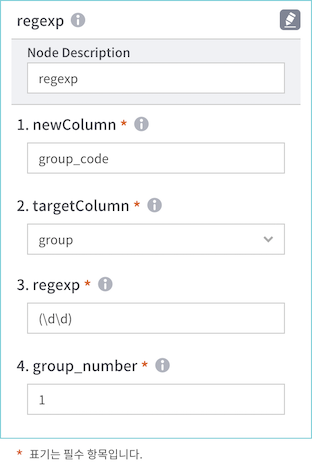 regexp
Node Description
regexp
1. newColumn *
group_code
2. targetColumn *
group
3. regexp *
(\d\d)
4. group_number *
1
* 표기는 필수 항목입니다.